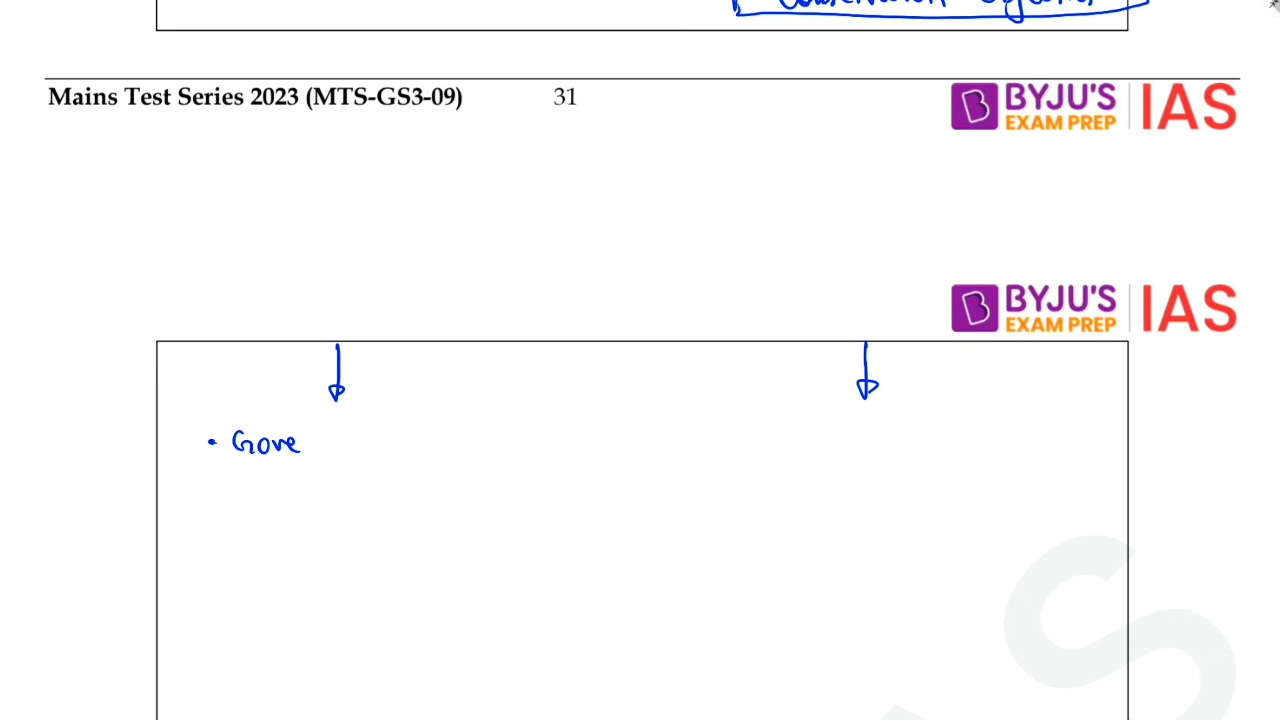 Mains Test Series 2023 (MTS-GS3-09) 31 BYJU'S EXAM PREP IAS
BYJU'S EXAM PREP IAS
• Gove
S